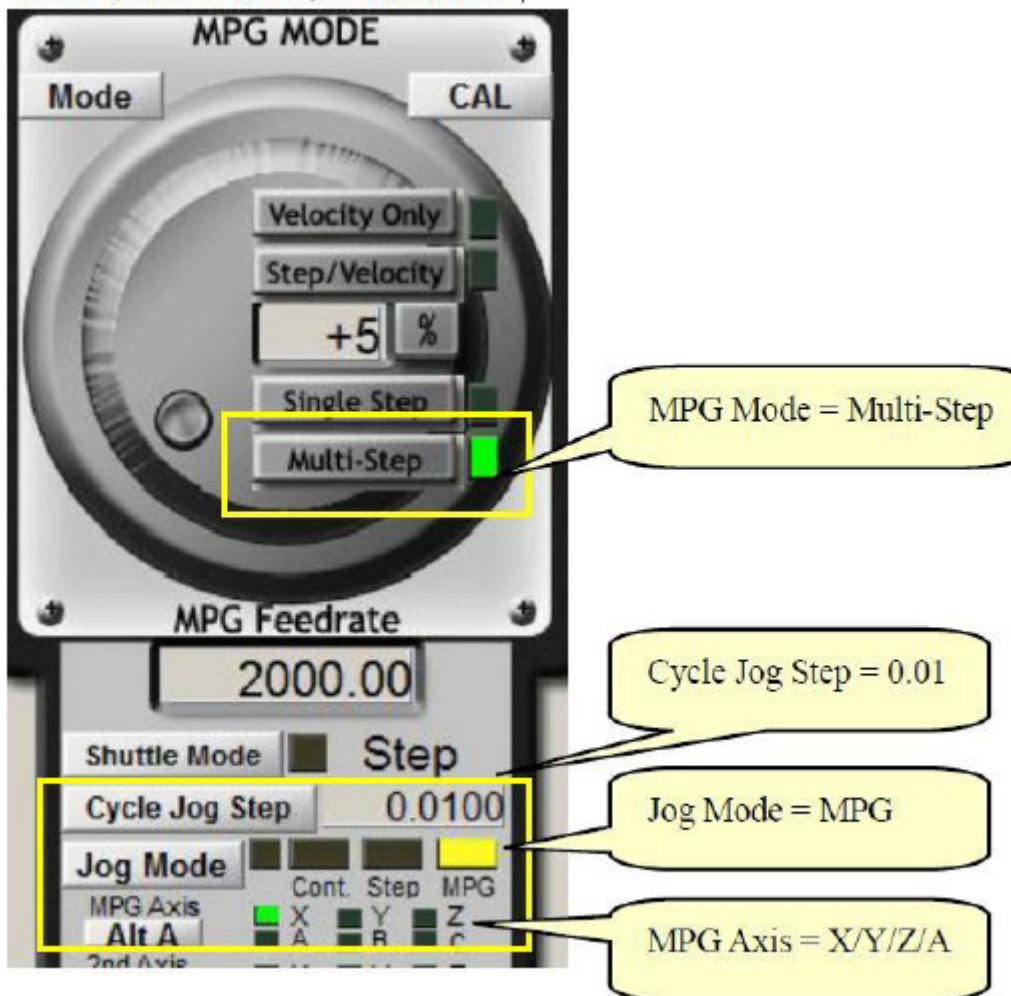 MPG MODE
Mode
CAL
Velocity Only
Step/Velocity
+5 %
Single Step
Multi-Step
MPG Mode = Multi-Step
MPG Feedrate
2000.00
Cycle Jog Step = 0.01
Shuttle Mode Step
Cycle Jog Step 0.0100
Jog Mode = MPG
Jog Mode
Cont. Step MPG
MPG Axis
X Y Z
Alt A
A B C
MPG Axis = X/Y/Z/A
2nd Axis